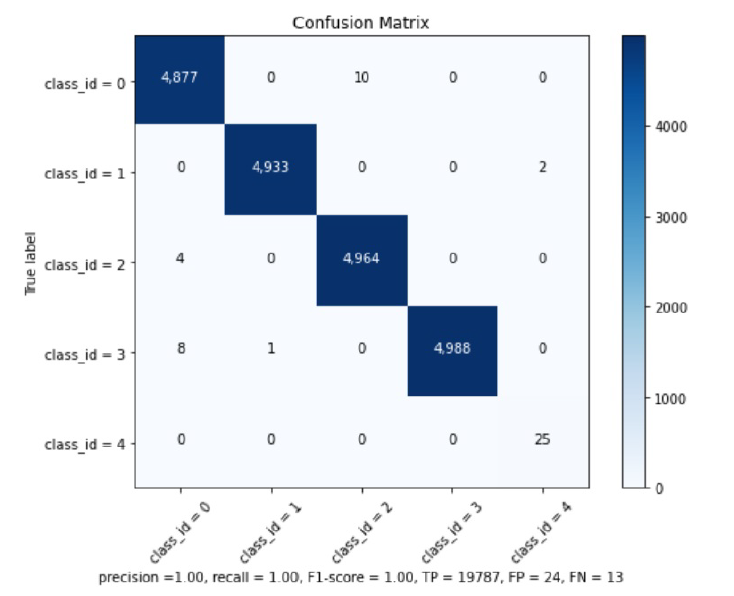 Confusion Matrix
class_id = 0 4,877 0 10 0 0
4000
class_id = 1 0 4,933 0 0 2
3000
True label
class_id = 2 4 0 4,964 0 0
2000
class_id = 3 8 1 0 4,988 0
1000
class_id = 4 0 0 0 0 25
0
class_id = 0 class_id = 1 class_id = 2 class_id = 3 class_id = 4
precision =1.00, recall = 1.00, F1-score = 1.00, TP = 19787, FP = 24, FN = 13